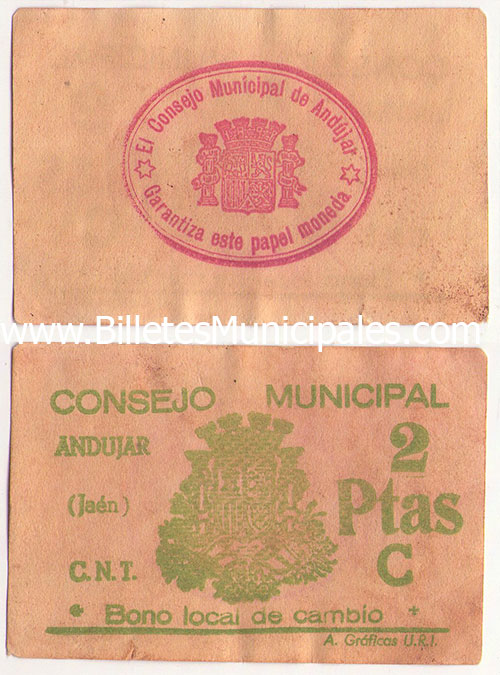 El Consejo Municipal de Andújar
Garantiza este papel moneda
www.BilletesMunicipales.com
CONSEJO MUNICIPAL
ANDUJAR
2
(Jaén)
Ptas
C.N.T.
C
Bono local de cambio
A. Gráficas U.R.I.